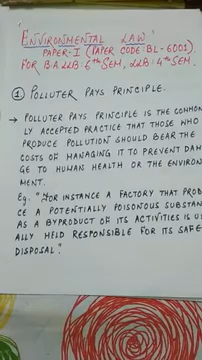 ENVIRONMENTAL LAW:
PAPER-I (PAPER CODE: BL-6001)
FOR B.A.LLB: 6TH SEM, LLB: 4TH SEM.
① POLLUTER PAYS PRINCIPLE.
→ POLLUTER PAYS PRINCIPLE IS THE COMMON
LY ACCEPTED PRACTICE THAT THOSE WHO
PRODUCE POLLUTION SHOULD BEAR THE
COSTS OF MANAGING IT TO PREVENT DAM
GE TO HUMAN HEALTH OR THE ENVIRON
MENT.
Eg. "FOR INSTANCE A FACTORY THAT PROD
CE A POTENTIALLY POISONOUS SUBSTAN
AS A BYPRODUCT OF ITS ACTIVITIES IS U
ALLY HELD RESPONSIBLE FOR ITS SAFE
DISPOSAL".